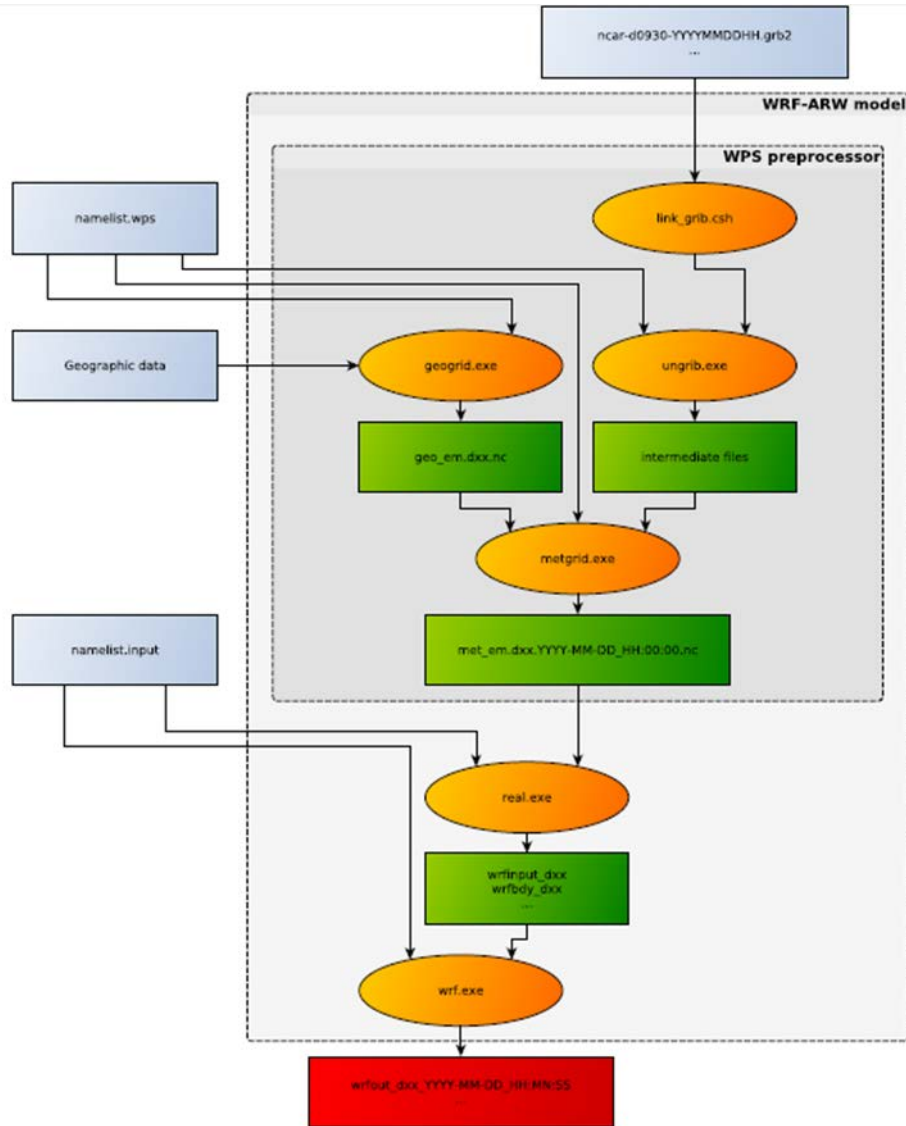 ncar-d0930-YYYYMMDDHH.grb2
...
WRF-ARW model
WPS preprocessor
namelist.wps
link_grib.csh
Geographic data
geogrid.exe
ungrib.exe
geo_em.dxx.nc
intermediate files
metgrid.exe
namelist.input
met_em.dxx.YYYY-MM-DD_HH:00:00.nc
real.exe
wrfinput_dxx
wrfbdy_dxx
...
wrf.exe
wrfout_dxx_YYYY-MM-DD_HH:MN:SS
...